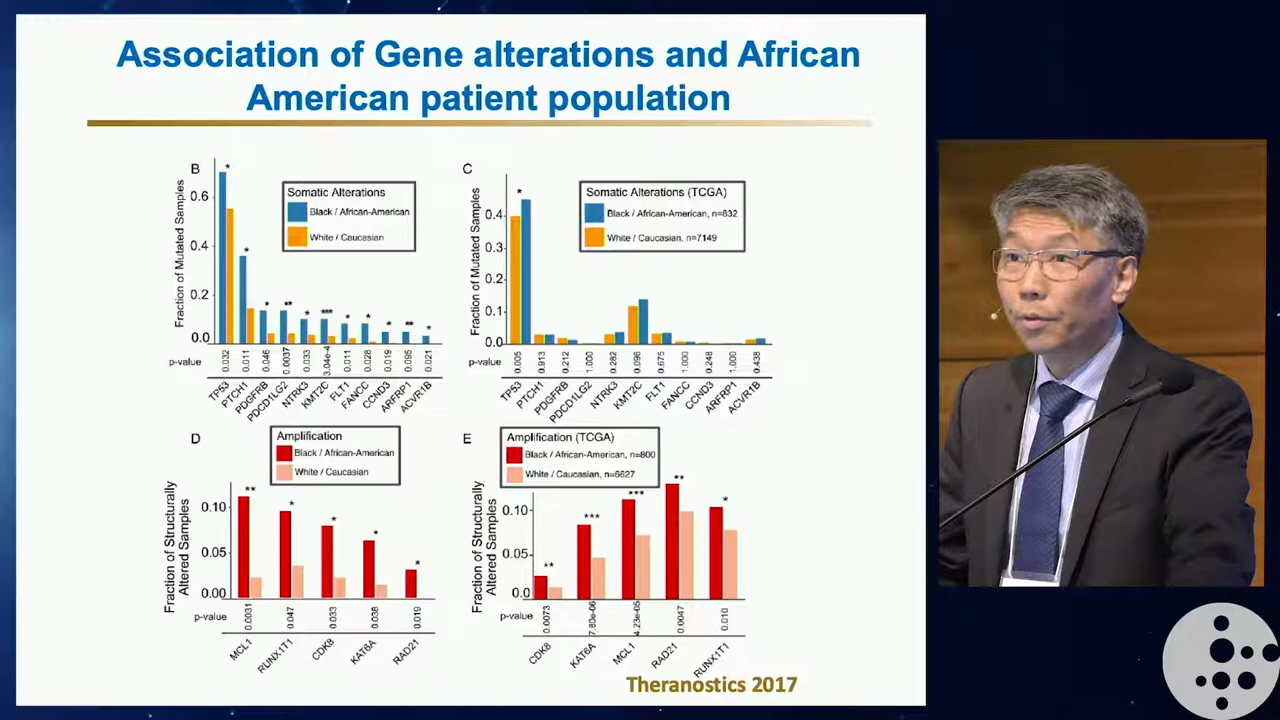 Association of Gene alterations and African
American patient population
B
Fraction of Mutated Samples
0.6
0.4
0.2
0.0
Somatic Alterations
Black / African-American
White / Caucasian
*
*
*
**
*
***
*
*
*
**
*
p-value
0.032
0.011
0.046
0.0037
0.033
3.04e-4
0.011
0.028
0.019
0.095
0.021
TP53
PTCH1
PDGFRB
PDCD1LG2
NTRK3
KMT2C
FLT1
FANCC
CCND3
ARFRP1
ACVR1B
C
Fraction of Mutated Samples
0.4
0.3
0.2
0.1
0.0
Somatic Alterations (TCGA)
Black / African-American, n=832
White / Caucasian, n=7149
*
p-value
0.005
0.913
0.212
1.000
0.282
0.096
0.675
1.000
0.248
1.000
0.438
TP53
PTCH1
PDGFRB
PDCD1LG2
NTRK3
KMT2C
FLT1
FANCC
CCND3
ARFRP1
ACVR1B
D
Fraction of Structurally
Altered Samples
0.10
0.05
0.00
Amplification
Black / African-American
White / Caucasian
**
*
*
*
*
p-value
0.0031
0.047
0.033
0.038
0.019
MCL1
RUNX1T1
CDK8
KAT6A
RAD21
E
Fraction of Structurally
Altered Samples
0.10
0.05
0.0
Amplification (TCGA)
Black / African-American, n=800
White / Caucasian, n=6627
**
***
***
**
*
p-value
0.0073
7.80e-06
4.23e-05
0.0047
0.010
CDK8
KAT6A
MCL1
RAD21
RUNX1T1
Theranostics 2017